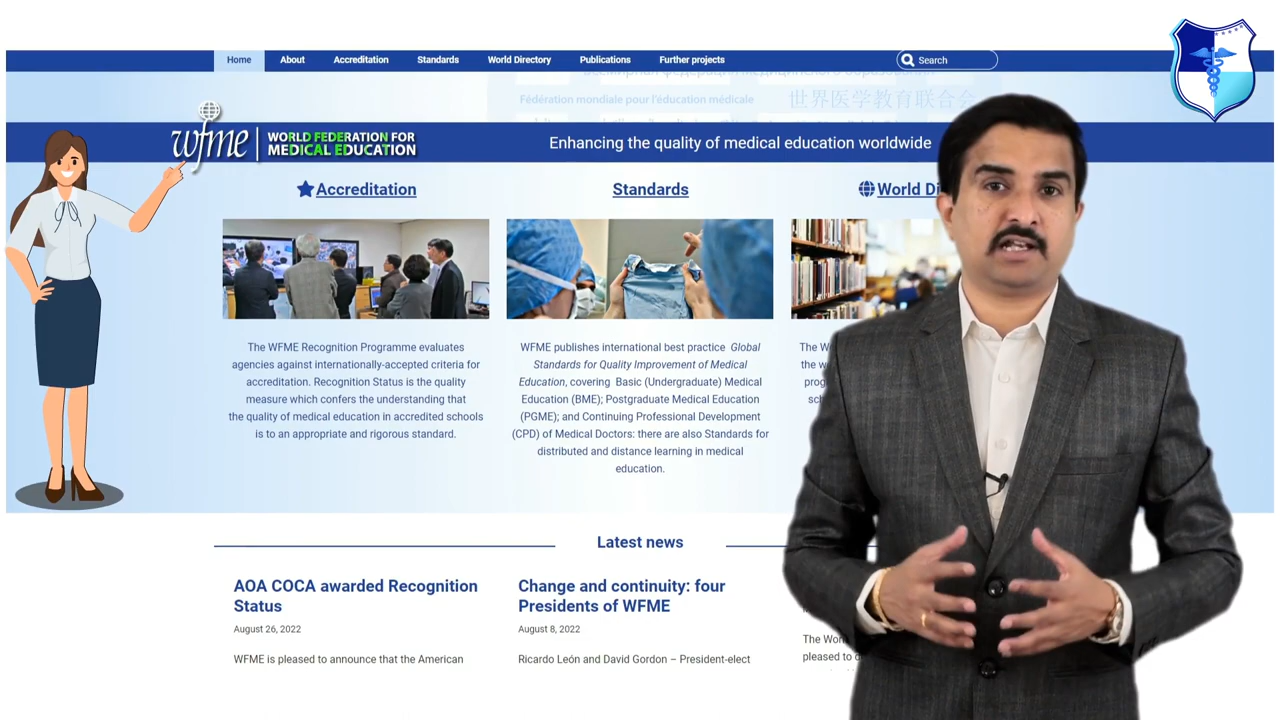 Home About Accreditation Standards World Directory Publications Further projects Search
Fédération mondiale pour l'éducation médicale 世界医学教育联合会
wfme WORLD FEDERATION FOR
MEDICAL EDUCATION
Enhancing the quality of medical education worldwide
Accreditation
The WFME Recognition Programme evaluates
agencies against internationally-accepted criteria for
accreditation. Recognition Status is the quality
measure which confers the understanding that
the quality of medical education in accredited schools
is to an appropriate and rigorous standard.
Standards
WFME publishes international best practice Global
Standards for Quality Improvement of Medical
Education, covering Basic (Undergraduate) Medical
Education (BME); Postgraduate Medical Education
(PGME); and Continuing Professional Development
(CPD) of Medical Doctors: there are also Standards for
distributed and distance learning in medical
education.
World
The
the
Latest news
AOA COCA awarded Recognition
Status
August 26, 2022
WFME is pleased to announce that the American
Change and continuity: four
Presidents of WFME
August 8, 2022
Ricardo León and David Gordon – President-elect
The
pleased to